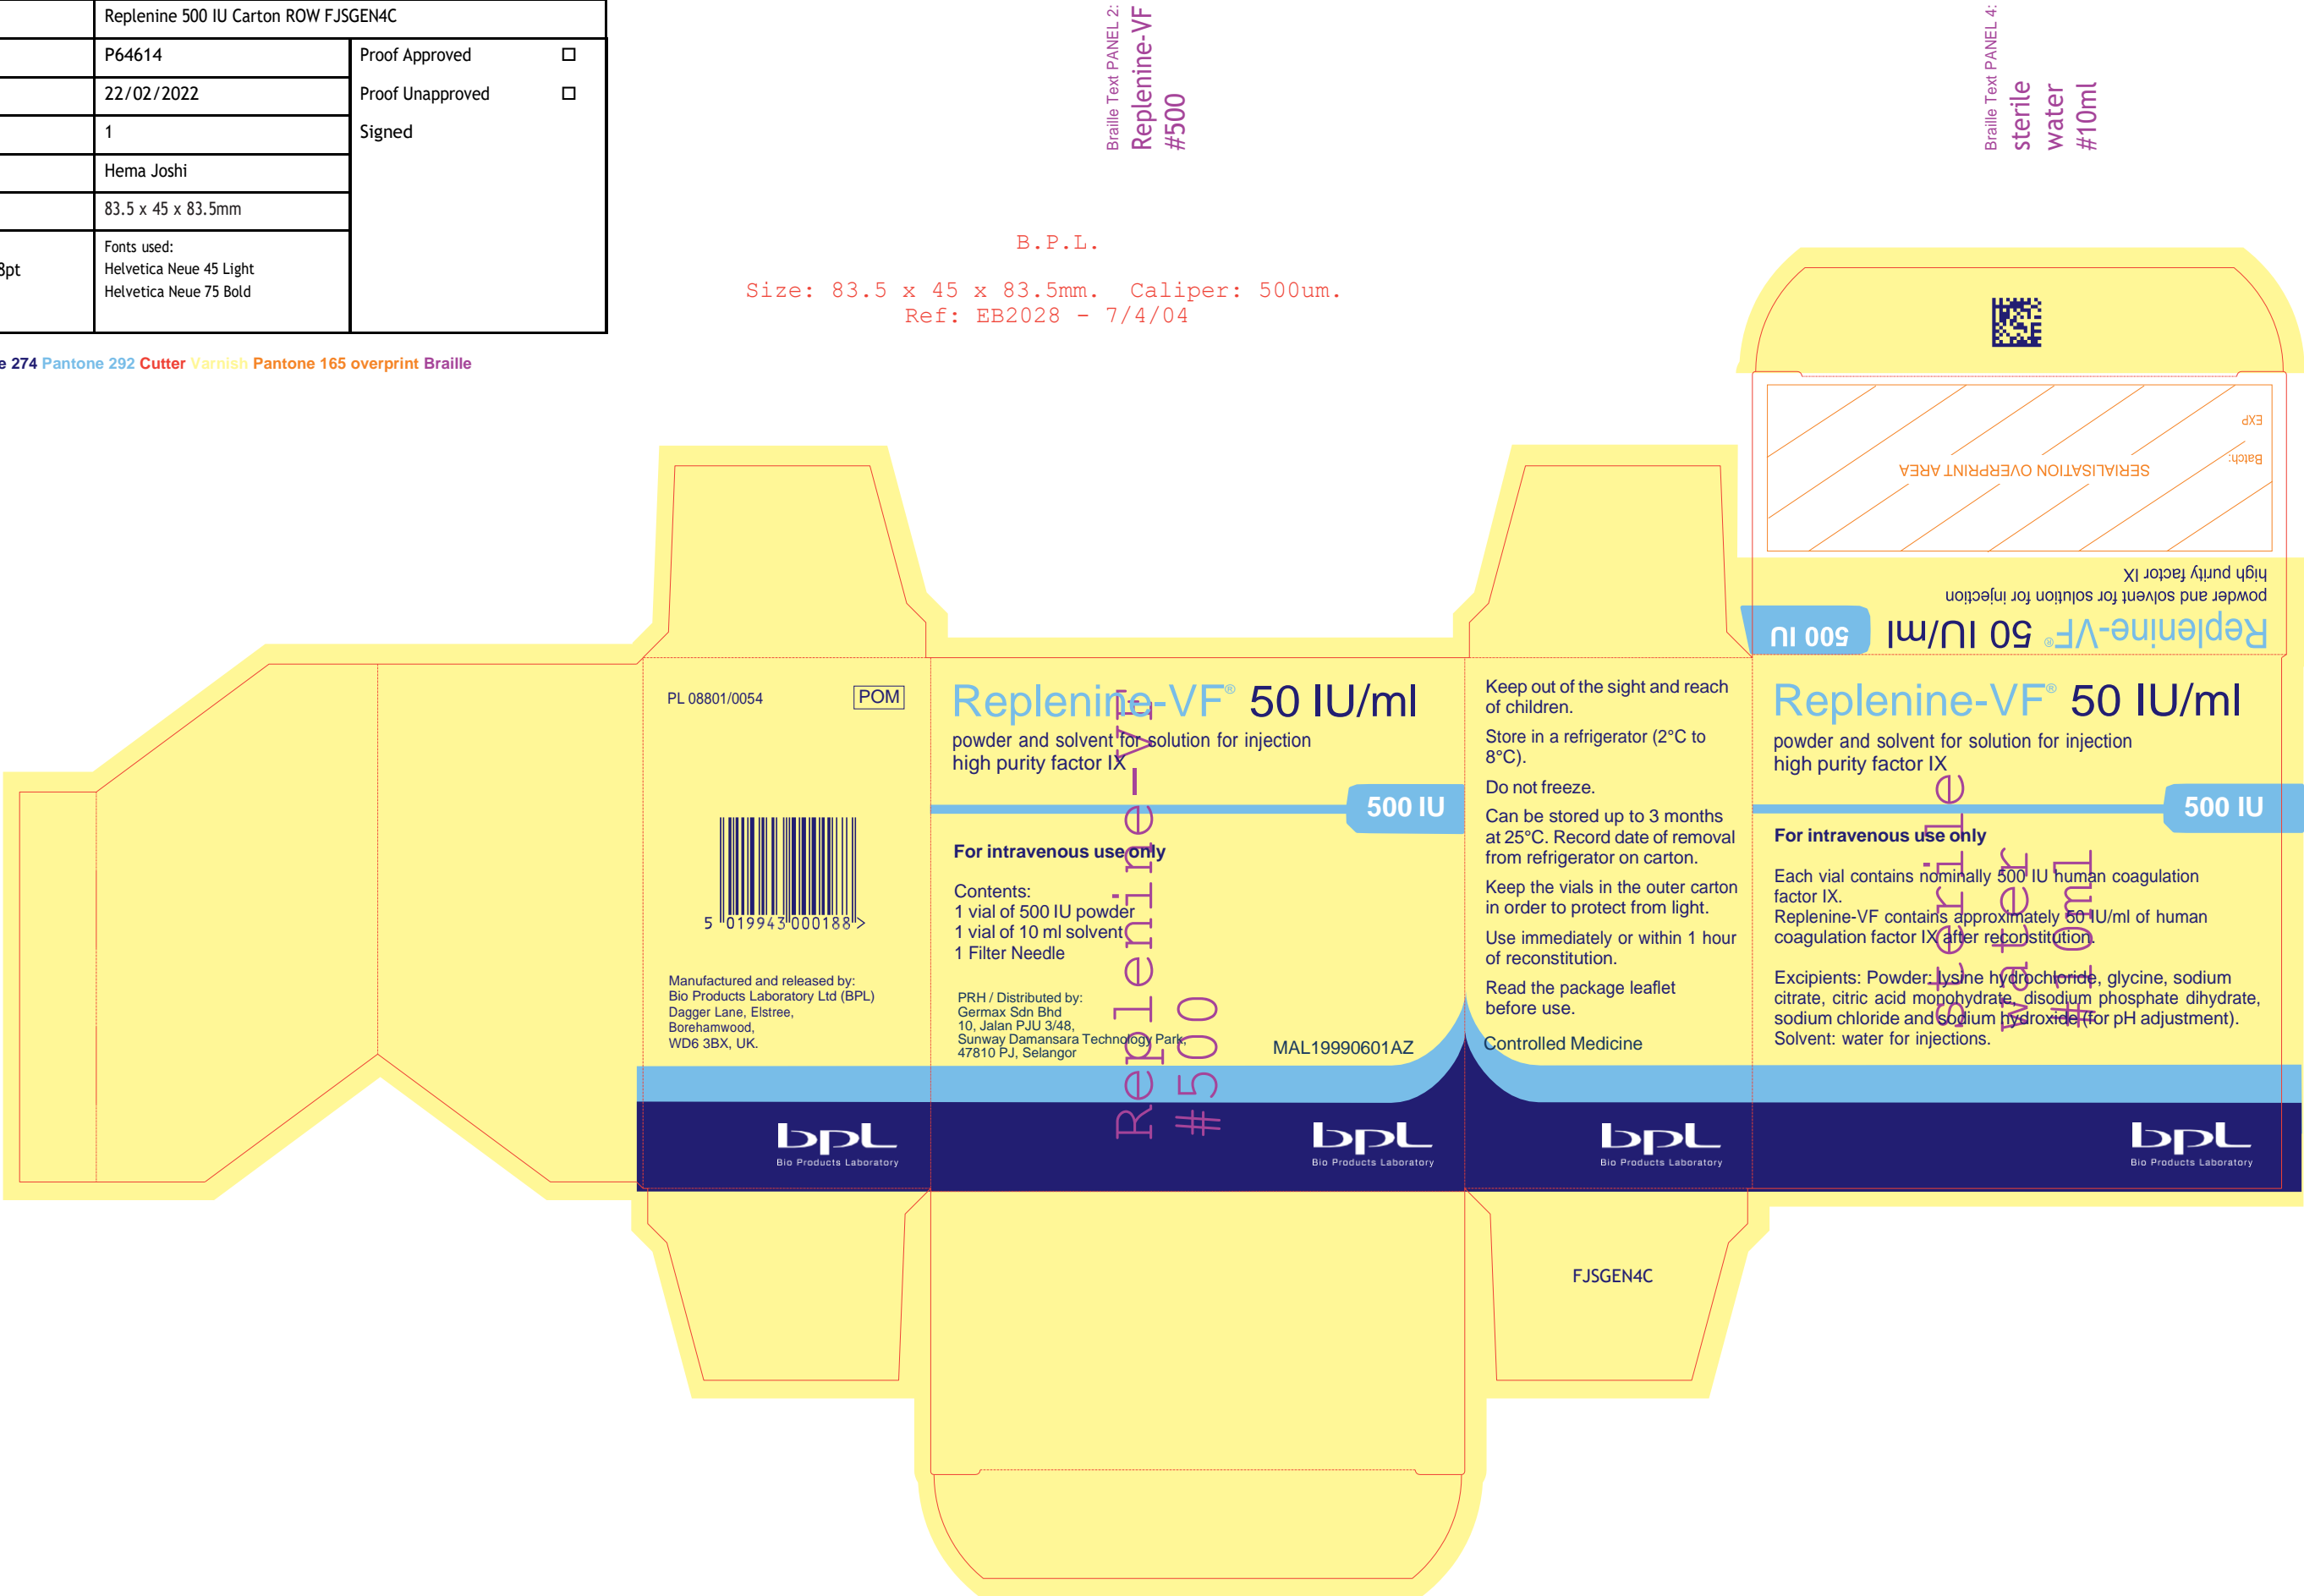 Replenine 500 IU Carton ROW FJSGEN4C
P64614
Proof Approved
22/02/2022
Proof Unapproved
1
Signed
Hema Joshi
83.5 x 45 x 83.5mm
8pt
Fonts used:
Helvetica Neue 45 Light
Helvetica Neue 75 Bold
e 274 Pantone 292 Cutter Varnish Pantone 165 overprint Braille
Braille Text PANEL 2:
Replenine-VF
#500
Braille Text PANEL 4:
sterile
water
#10ml
B.P.L.
Size: 83.5 x 45 x 83.5mm. Caliper: 500um.
Ref: EB2028 - 7/4/04
EXP
Batch:
SERIALISATION OVERPRINT AREA
Replenine-VF® 50 IU/ml 500 IU
powder and solvent for solution for injection
high purity factor IX
PL 08801/0054
POM
5 019943 000188 >
Manufactured and released by:
Bio Products Laboratory Ltd (BPL)
Dagger Lane, Elstree,
Borehamwood,
WD6 3BX, UK.
bpl
Bio Products Laboratory
Replenine-VF® 50 IU/ml
powder and solvent for solution for injection
high purity factor IX
500 IU
For intravenous use only
Contents:
1 vial of 500 IU powder
1 vial of 10 ml solvent
1 Filter Needle
PRH / Distributed by:
Germax Sdn Bhd
10, Jalan PJU 3/48,
Sunway Damansara Technology Park,
47810 PJ, Selangor
MAL19990601AZ
Replenine-VF
#500
bpl
Bio Products Laboratory
Keep out of the sight and reach
of children.
Store in a refrigerator (2°C to
8°C).
Do not freeze.
Can be stored up to 3 months
at 25°C. Record date of removal
from refrigerator on carton.
Keep the vials in the outer carton
in order to protect from light.
Use immediately or within 1 hour
of reconstitution.
Read the package leaflet
before use.
Controlled Medicine
bpl
Bio Products Laboratory
Replenine-VF® 50 IU/ml
powder and solvent for solution for injection
high purity factor IX
500 IU
For intravenous use only
Each vial contains nominally 500 IU human coagulation
factor IX.
Replenine-VF contains approximately 50 IU/ml of human
coagulation factor IX after reconstitution.
Excipients: Powder: lysine hydrochloride, glycine, sodium
citrate, citric acid monohydrate, disodium phosphate dihydrate,
sodium chloride and sodium hydroxide (for pH adjustment).
Solvent: water for injections.
sterile
water
#10ml
bpl
Bio Products Laboratory
FJSGEN4C